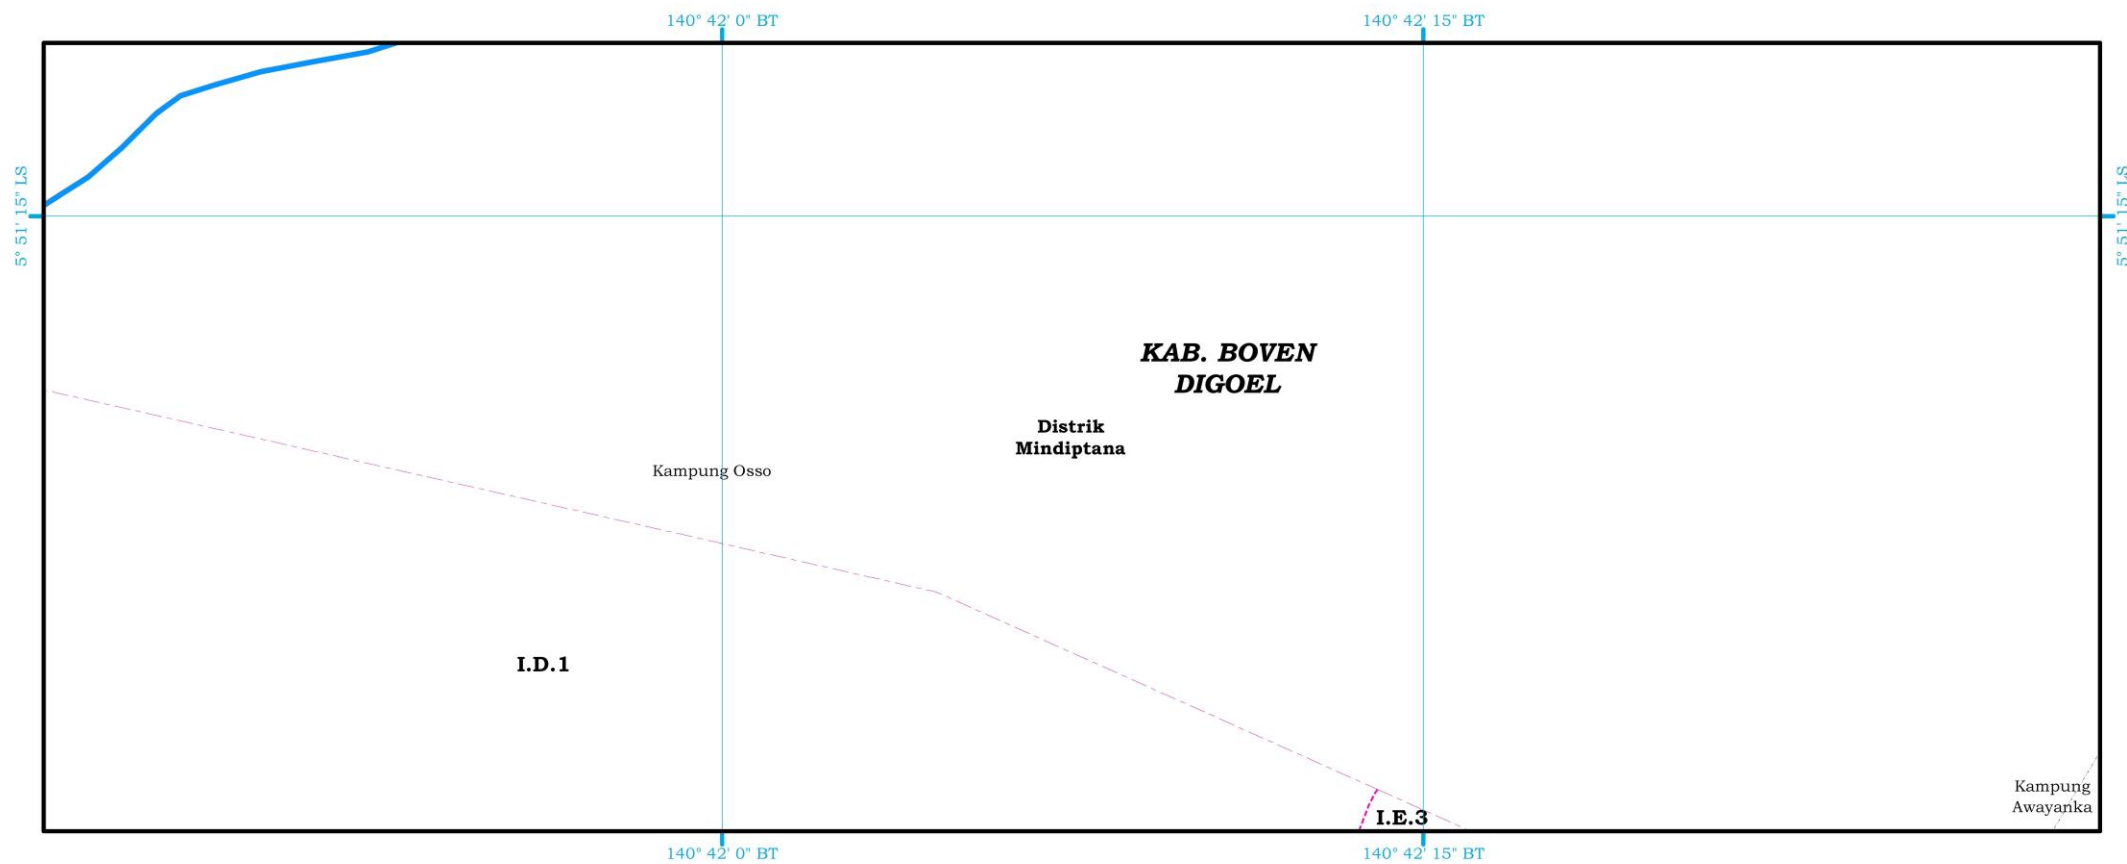 140° 42' 0" BT
140° 42' 15" BT
5° 51' 15" LS
5° 51' 15" LS
KAB. BOVEN
DIGOEL
Distrik
Mindiptana
Kampung Osso
I.D.1
Kampung
Awayanka
I.E.3
140° 42' 0" BT
140° 42' 15" BT